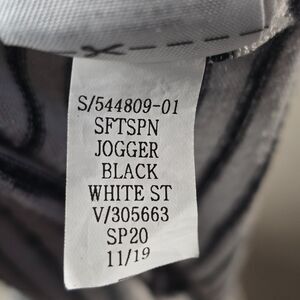 S/544809-01
SFTSPN
JOGGER
BLACK
WHITE ST
V/305663
SP20
11/19